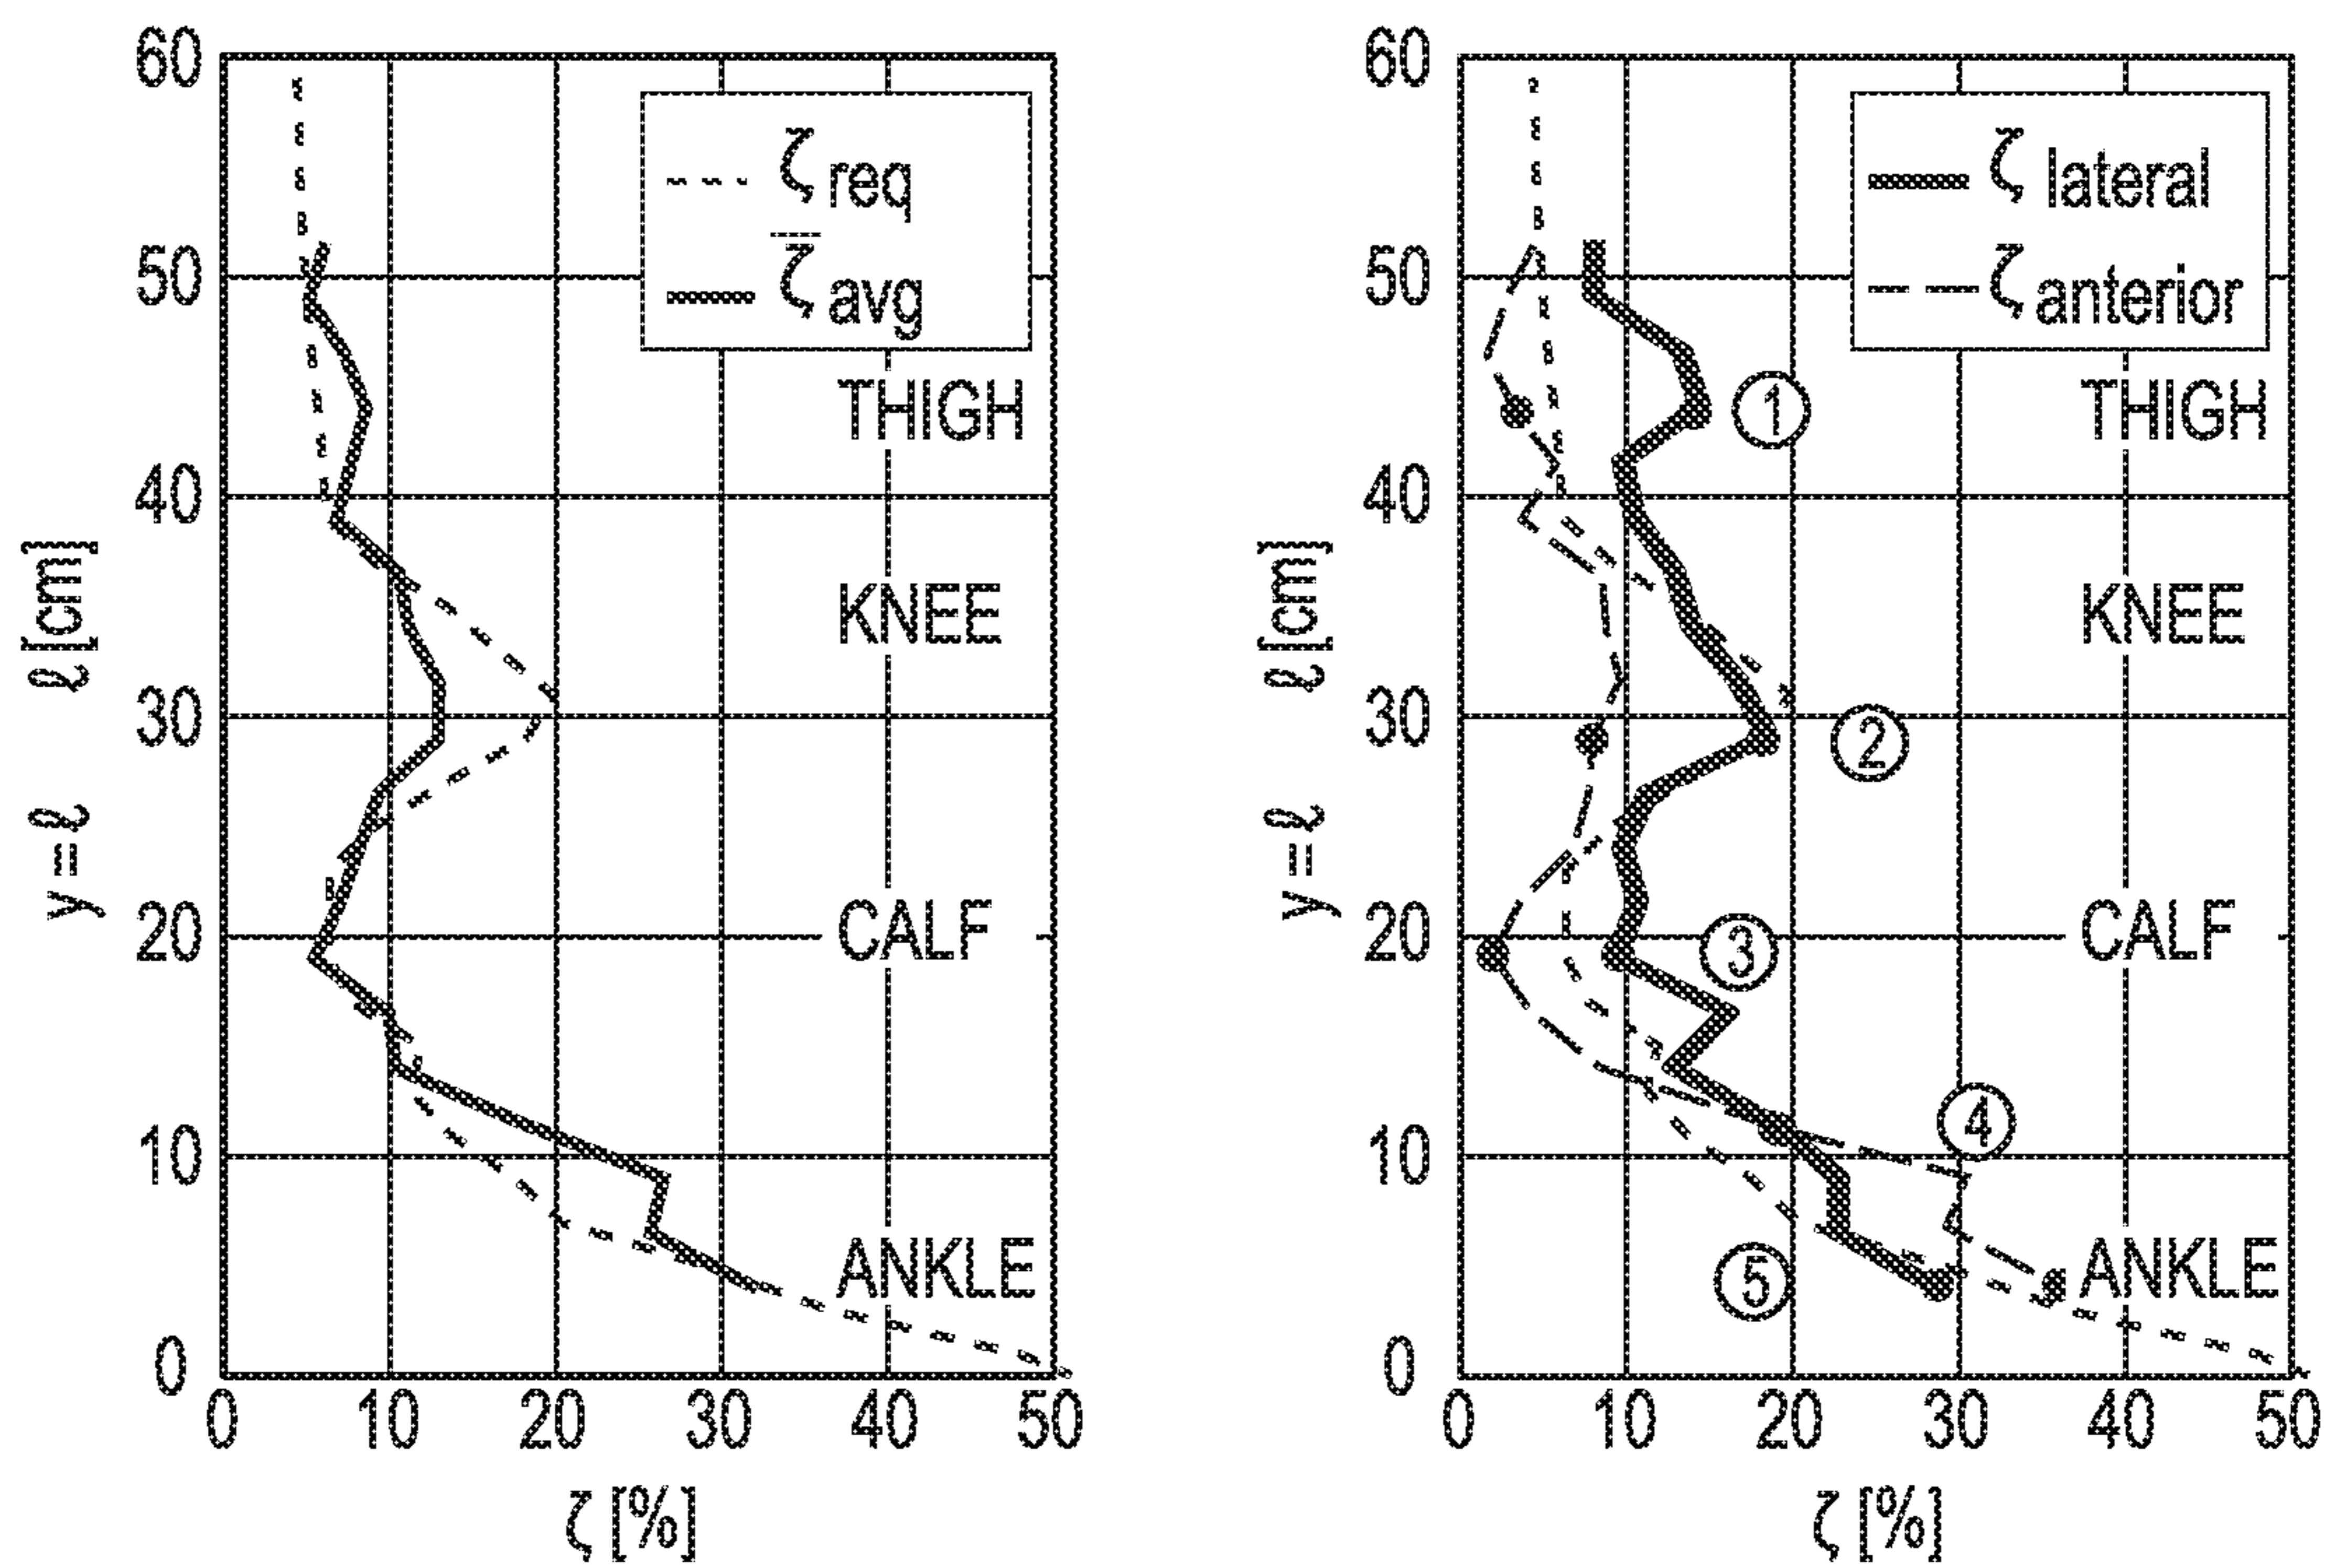 60
50
40
30
20
10
0
y = ℓ ℓ[cm]
ζ req
ζ̅ avg
THIGH
KNEE
CALF
ANKLE
0 10 20 30 40 50
ζ [%]
60
50
40
30
20
10
0
y = ℓ ℓ[cm]
ζ lateral
ζ anterior
①
THIGH
KNEE
②
CALF
③
④
⑤
ANKLE
0 10 20 30 40 50
ζ [%]